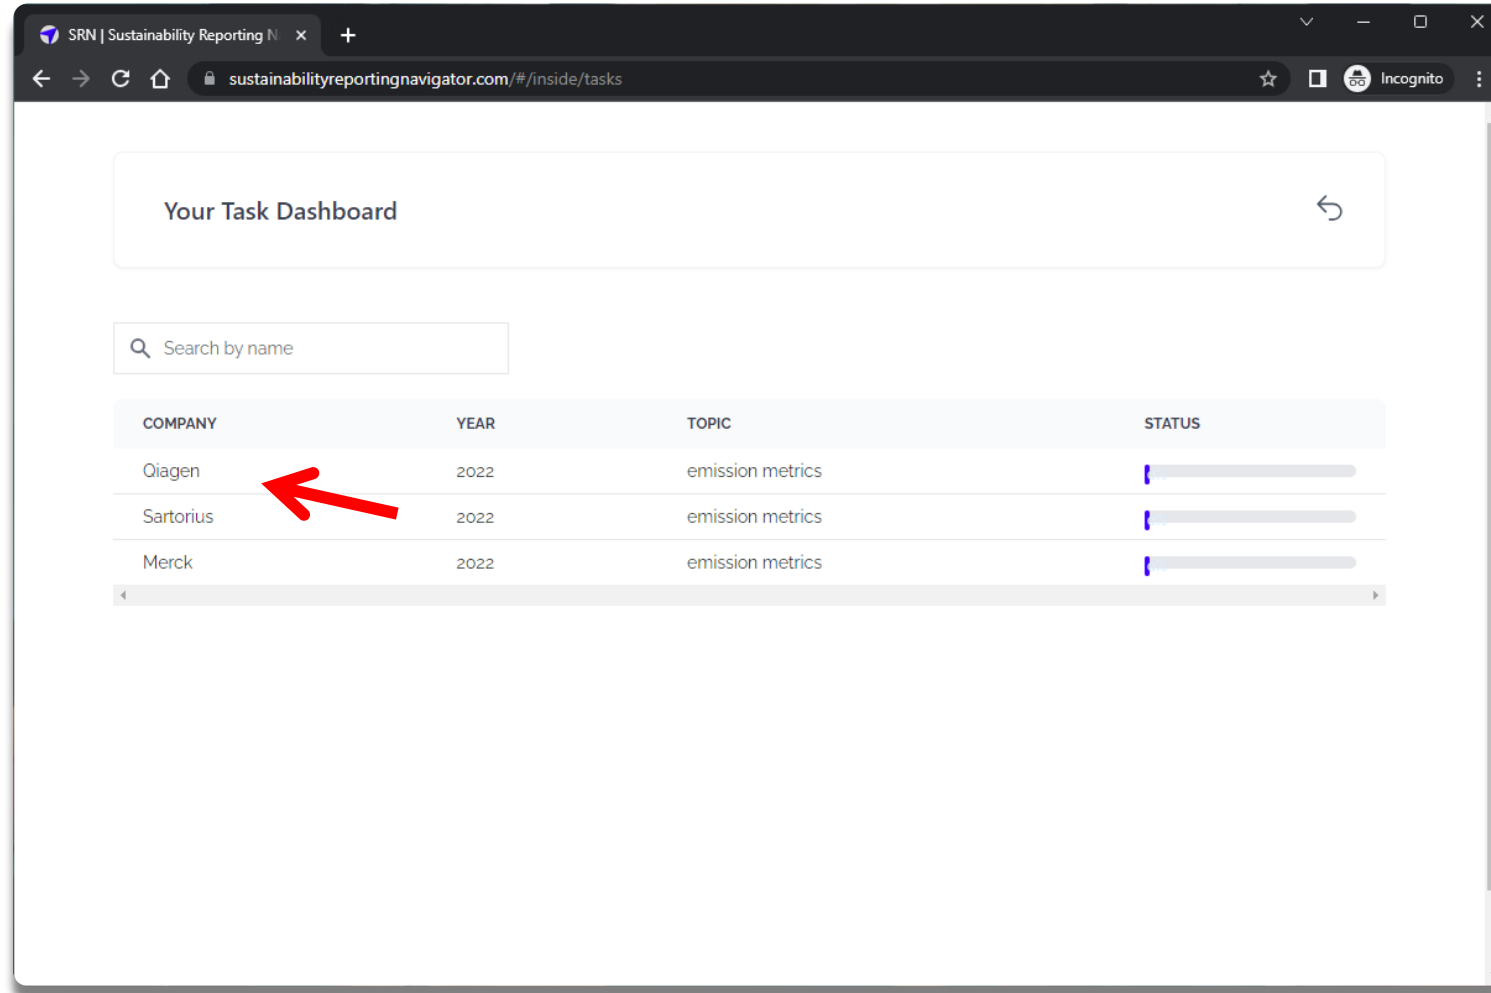 SRN | Sustainability Reporting N
sustainabilityreportingnavigator.com/#/inside/tasks
Incognito
Your Task Dashboard
Search by name
COMPANY YEAR TOPIC STATUS
Qiagen 2022 emission metrics
Sartorius 2022 emission metrics
Merck 2022 emission metrics